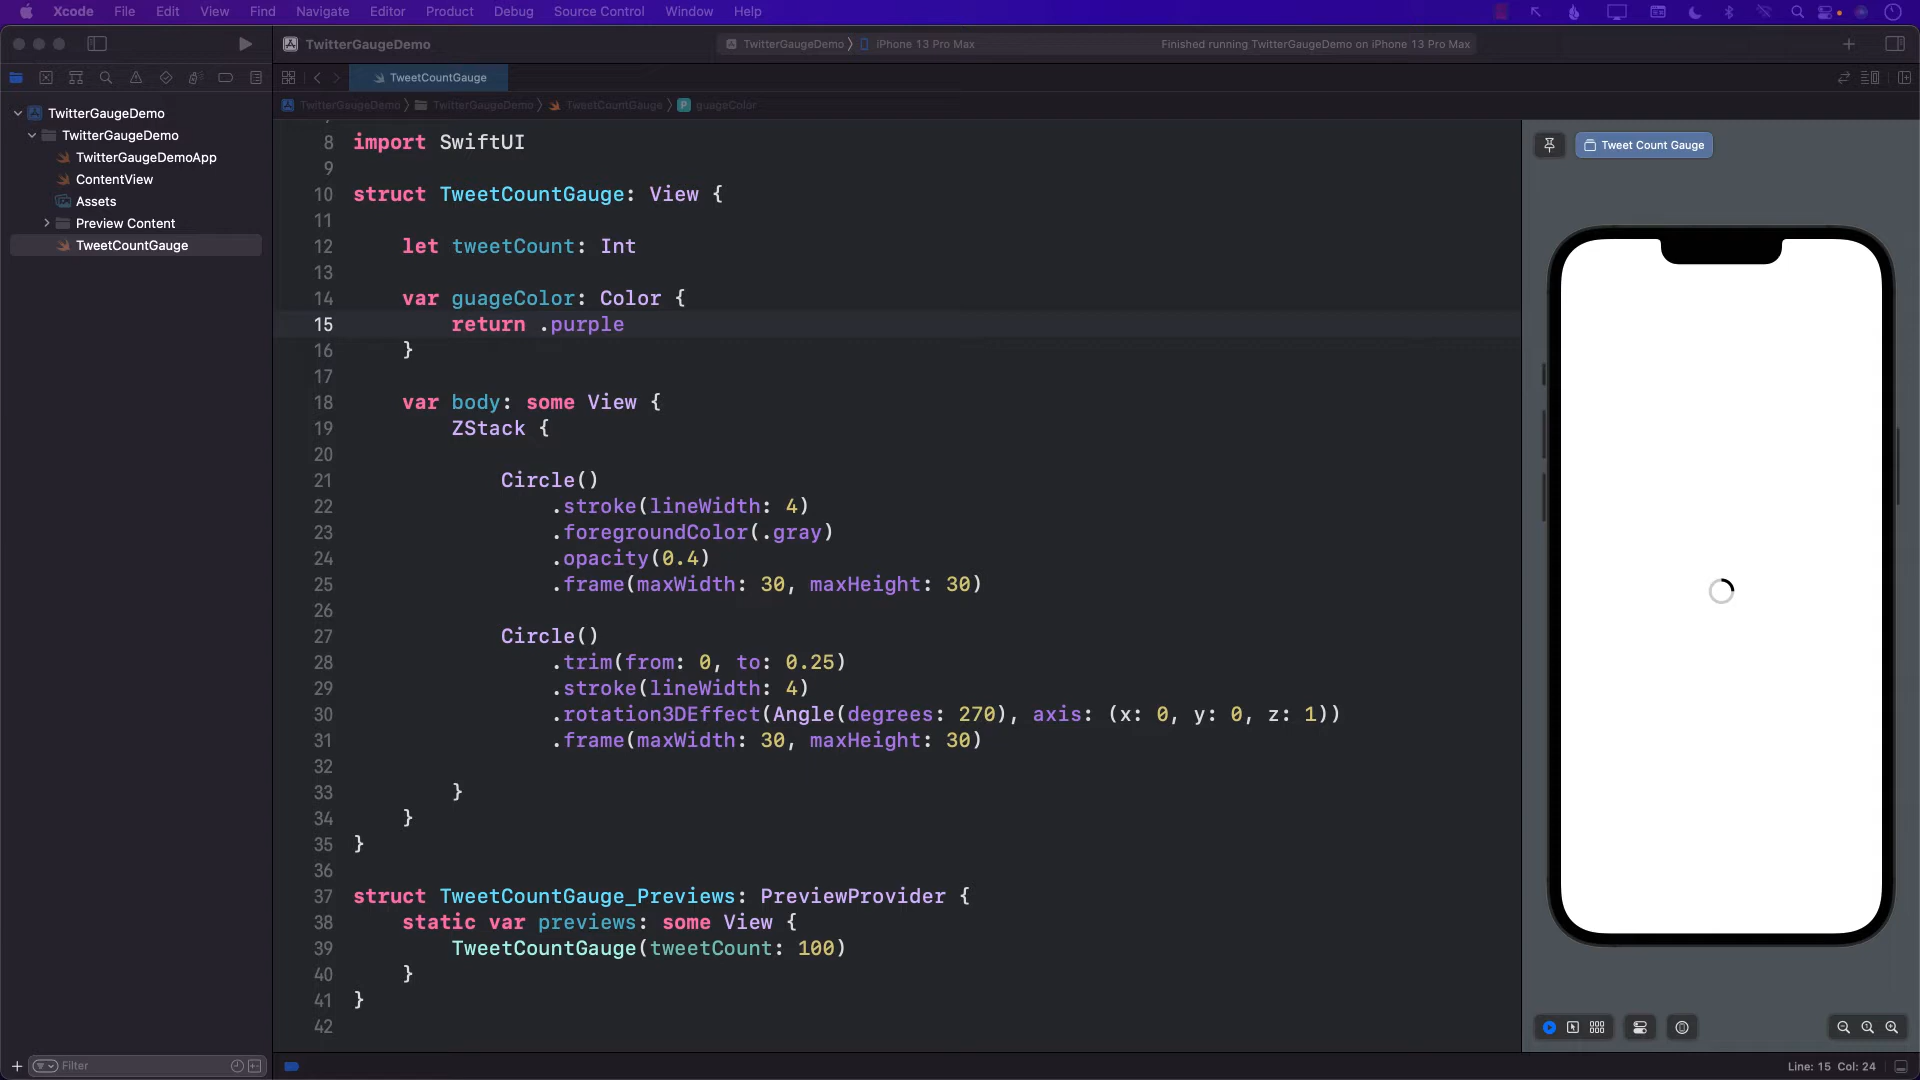 Xcode File Edit View Find Navigate Editor Product Debug Source Control Window Help
TwitterGaugeDemo
TwitterGaugeDemo iPhone 13 Pro Max
Finished running TwitterGaugeDemo on iPhone 13 Pro Max
TweetCountGauge
TwitterGaugeDemo TwitterGaugeDemo TweetCountGauge P guageColor
TwitterGaugeDemo
TwitterGaugeDemo
TwitterGaugeDemoApp
ContentView
Assets
Preview Content
TweetCountGauge
8 import SwiftUI
9
10 struct TweetCountGauge: View {
11
12 let tweetCount: Int
13
14 var guageColor: Color {
15 return .purple
16 }
17
18 var body: some View {
19 ZStack {
20
21 Circle()
22 .stroke(lineWidth: 4)
23 .foregroundColor(.gray)
24 .opacity(0.4)
25 .frame(maxWidth: 30, maxHeight: 30)
26
27 Circle()
28 .trim(from: 0, to: 0.25)
29 .stroke(lineWidth: 4)
30 .rotation3DEffect(Angle(degrees: 270), axis: (x: 0, y: 0, z: 1))
31 .frame(maxWidth: 30, maxHeight: 30)
32
33 }
34 }
35 }
36
37 struct TweetCountGauge_Previews: PreviewProvider {
38 static var previews: some View {
39 TweetCountGauge(tweetCount: 100)
40 }
41 }
42
Tweet Count Gauge
Filter
Line: 15 Col: 24